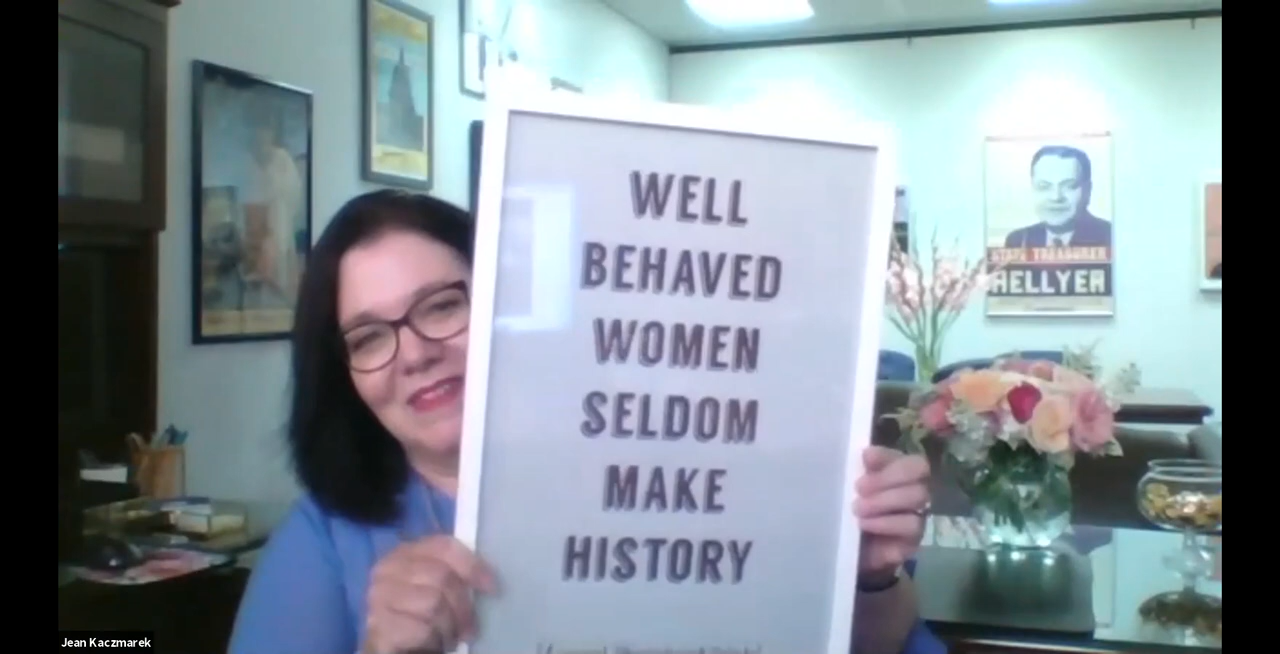 WELL
BEHAVED
WOMEN
SELDOM
MAKE
HISTORY
STATE TREASURER
HELLYER
Jean Kaczmarek